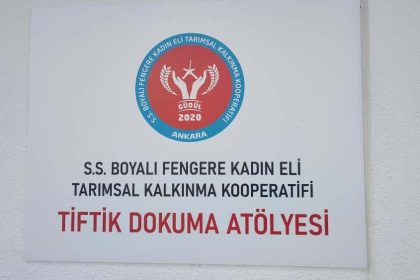 S.S. BOYALI FENGERE KADIN ELİ TARIMSAL KALKINMA KOOPERATİFİ
GÜDÜL
2020
ANKARA
S.S. BOYALI FENGERE KADIN ELİ
TARIMSAL KALKINMA KOOPERATİFİ
TİFTİK DOKUMA ATÖLYESİ